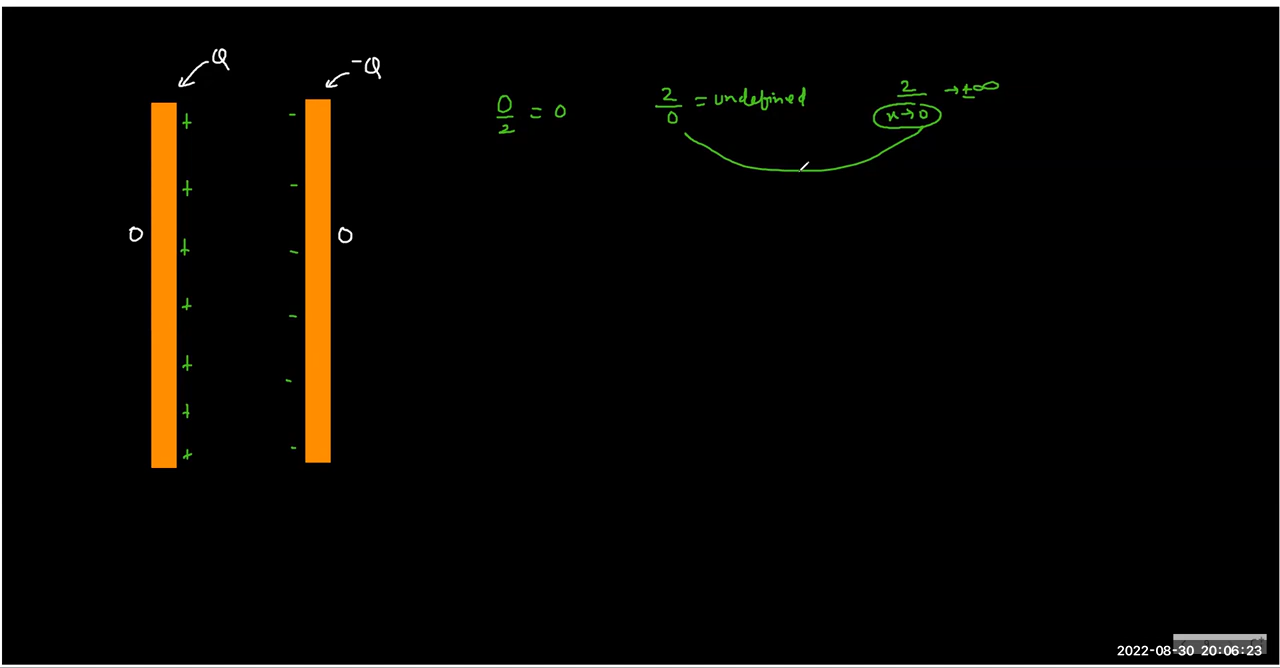 Q
-Q
0/2 = 0
2/0 = undefined
2/x→0 → ±∞
+ -
+ -
0 0
+ -
+ -
+ -
+
+ -
2022-08-30 20:06:23